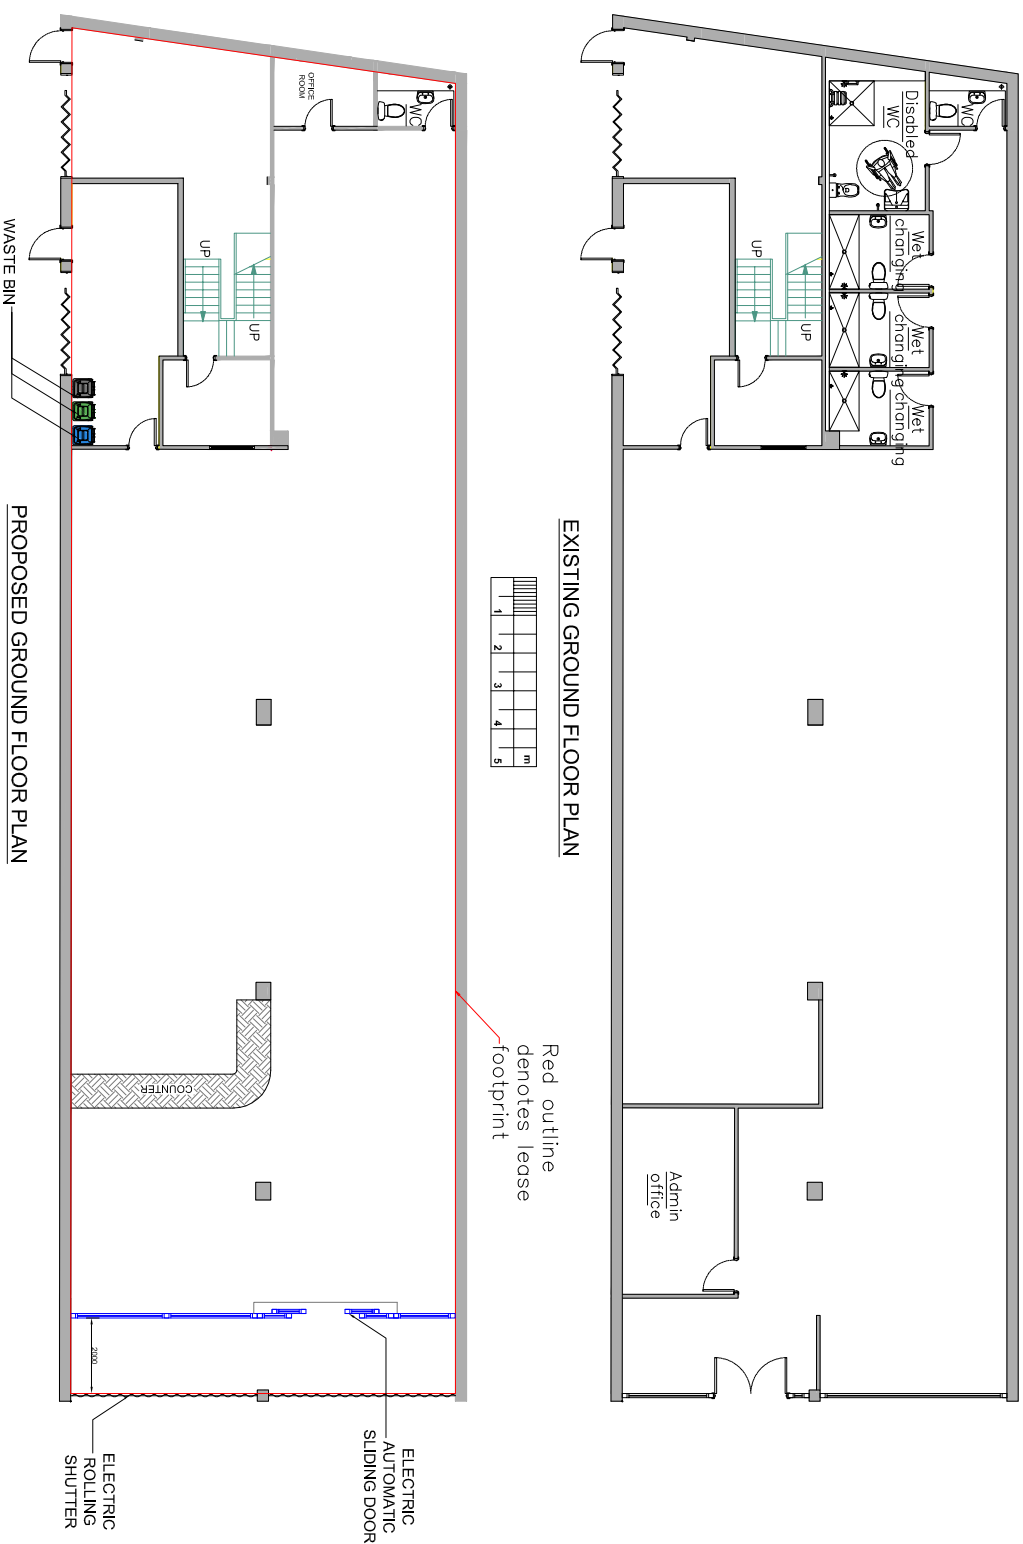 Disabled
WC
WC
Wet
changing
Wet
changing
Wet
changing
UP
UP
Admin
office
EXISTING GROUND FLOOR PLAN
1
2
3
4
5
m
Red outline
denotes lease
footprint
OFFICE
ROOM
WC
UP
UP
COUNTER
2000
WASTE BIN
ELECTRIC
AUTOMATIC
SLIDING DOOR
ELECTRIC
ROLLING
SHUTTER
PROPOSED GROUND FLOOR PLAN